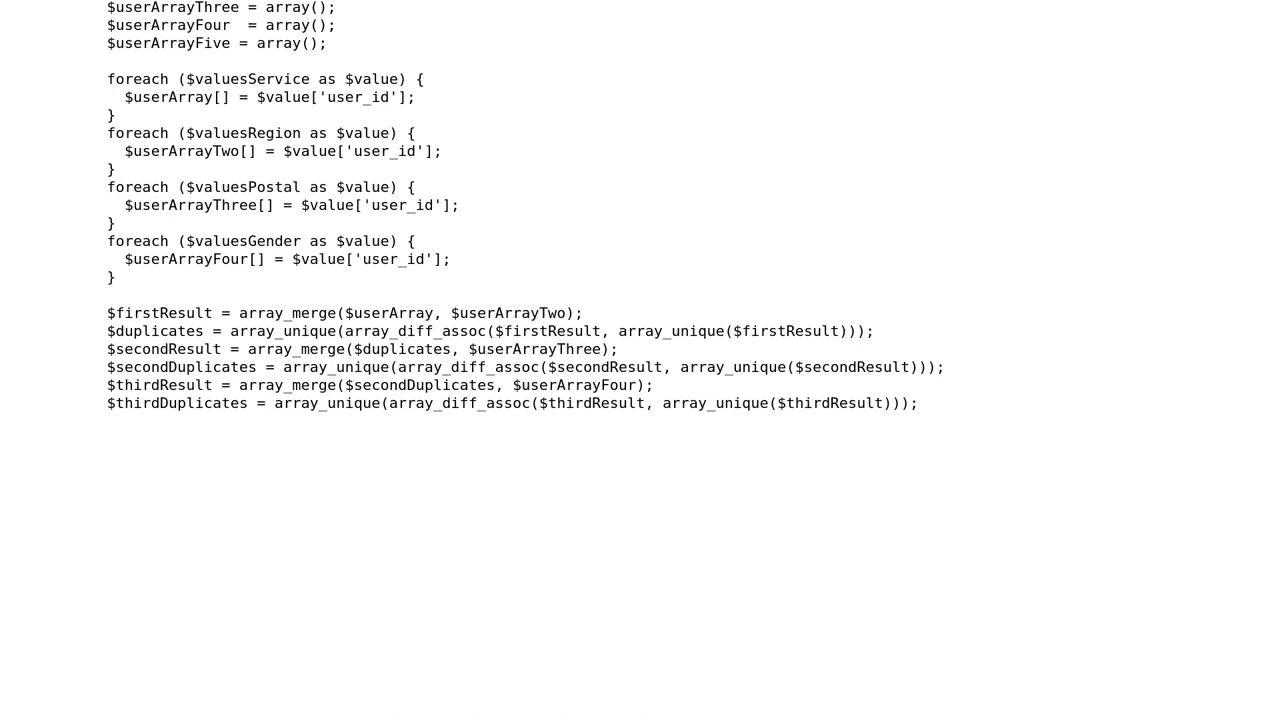 $userArrayThree = array();
$userArrayFour  = array();
$userArrayFive = array();

foreach ($valuesService as $value) {
  $userArray[] = $value['user_id'];
}
foreach ($valuesRegion as $value) {
  $userArrayTwo[] = $value['user_id'];
}
foreach ($valuesPostal as $value) {
  $userArrayThree[] = $value['user_id'];
}
foreach ($valuesGender as $value) {
  $userArrayFour[] = $value['user_id'];
}

$firstResult = array_merge($userArray, $userArrayTwo);
$duplicates = array_unique(array_diff_assoc($firstResult, array_unique($firstResult)));
$secondResult = array_merge($duplicates, $userArrayThree);
$secondDuplicates = array_unique(array_diff_assoc($secondResult, array_unique($secondResult)));
$thirdResult = array_merge($secondDuplicates, $userArrayFour);
$thirdDuplicates = array_unique(array_diff_assoc($thirdResult, array_unique($thirdResult)));